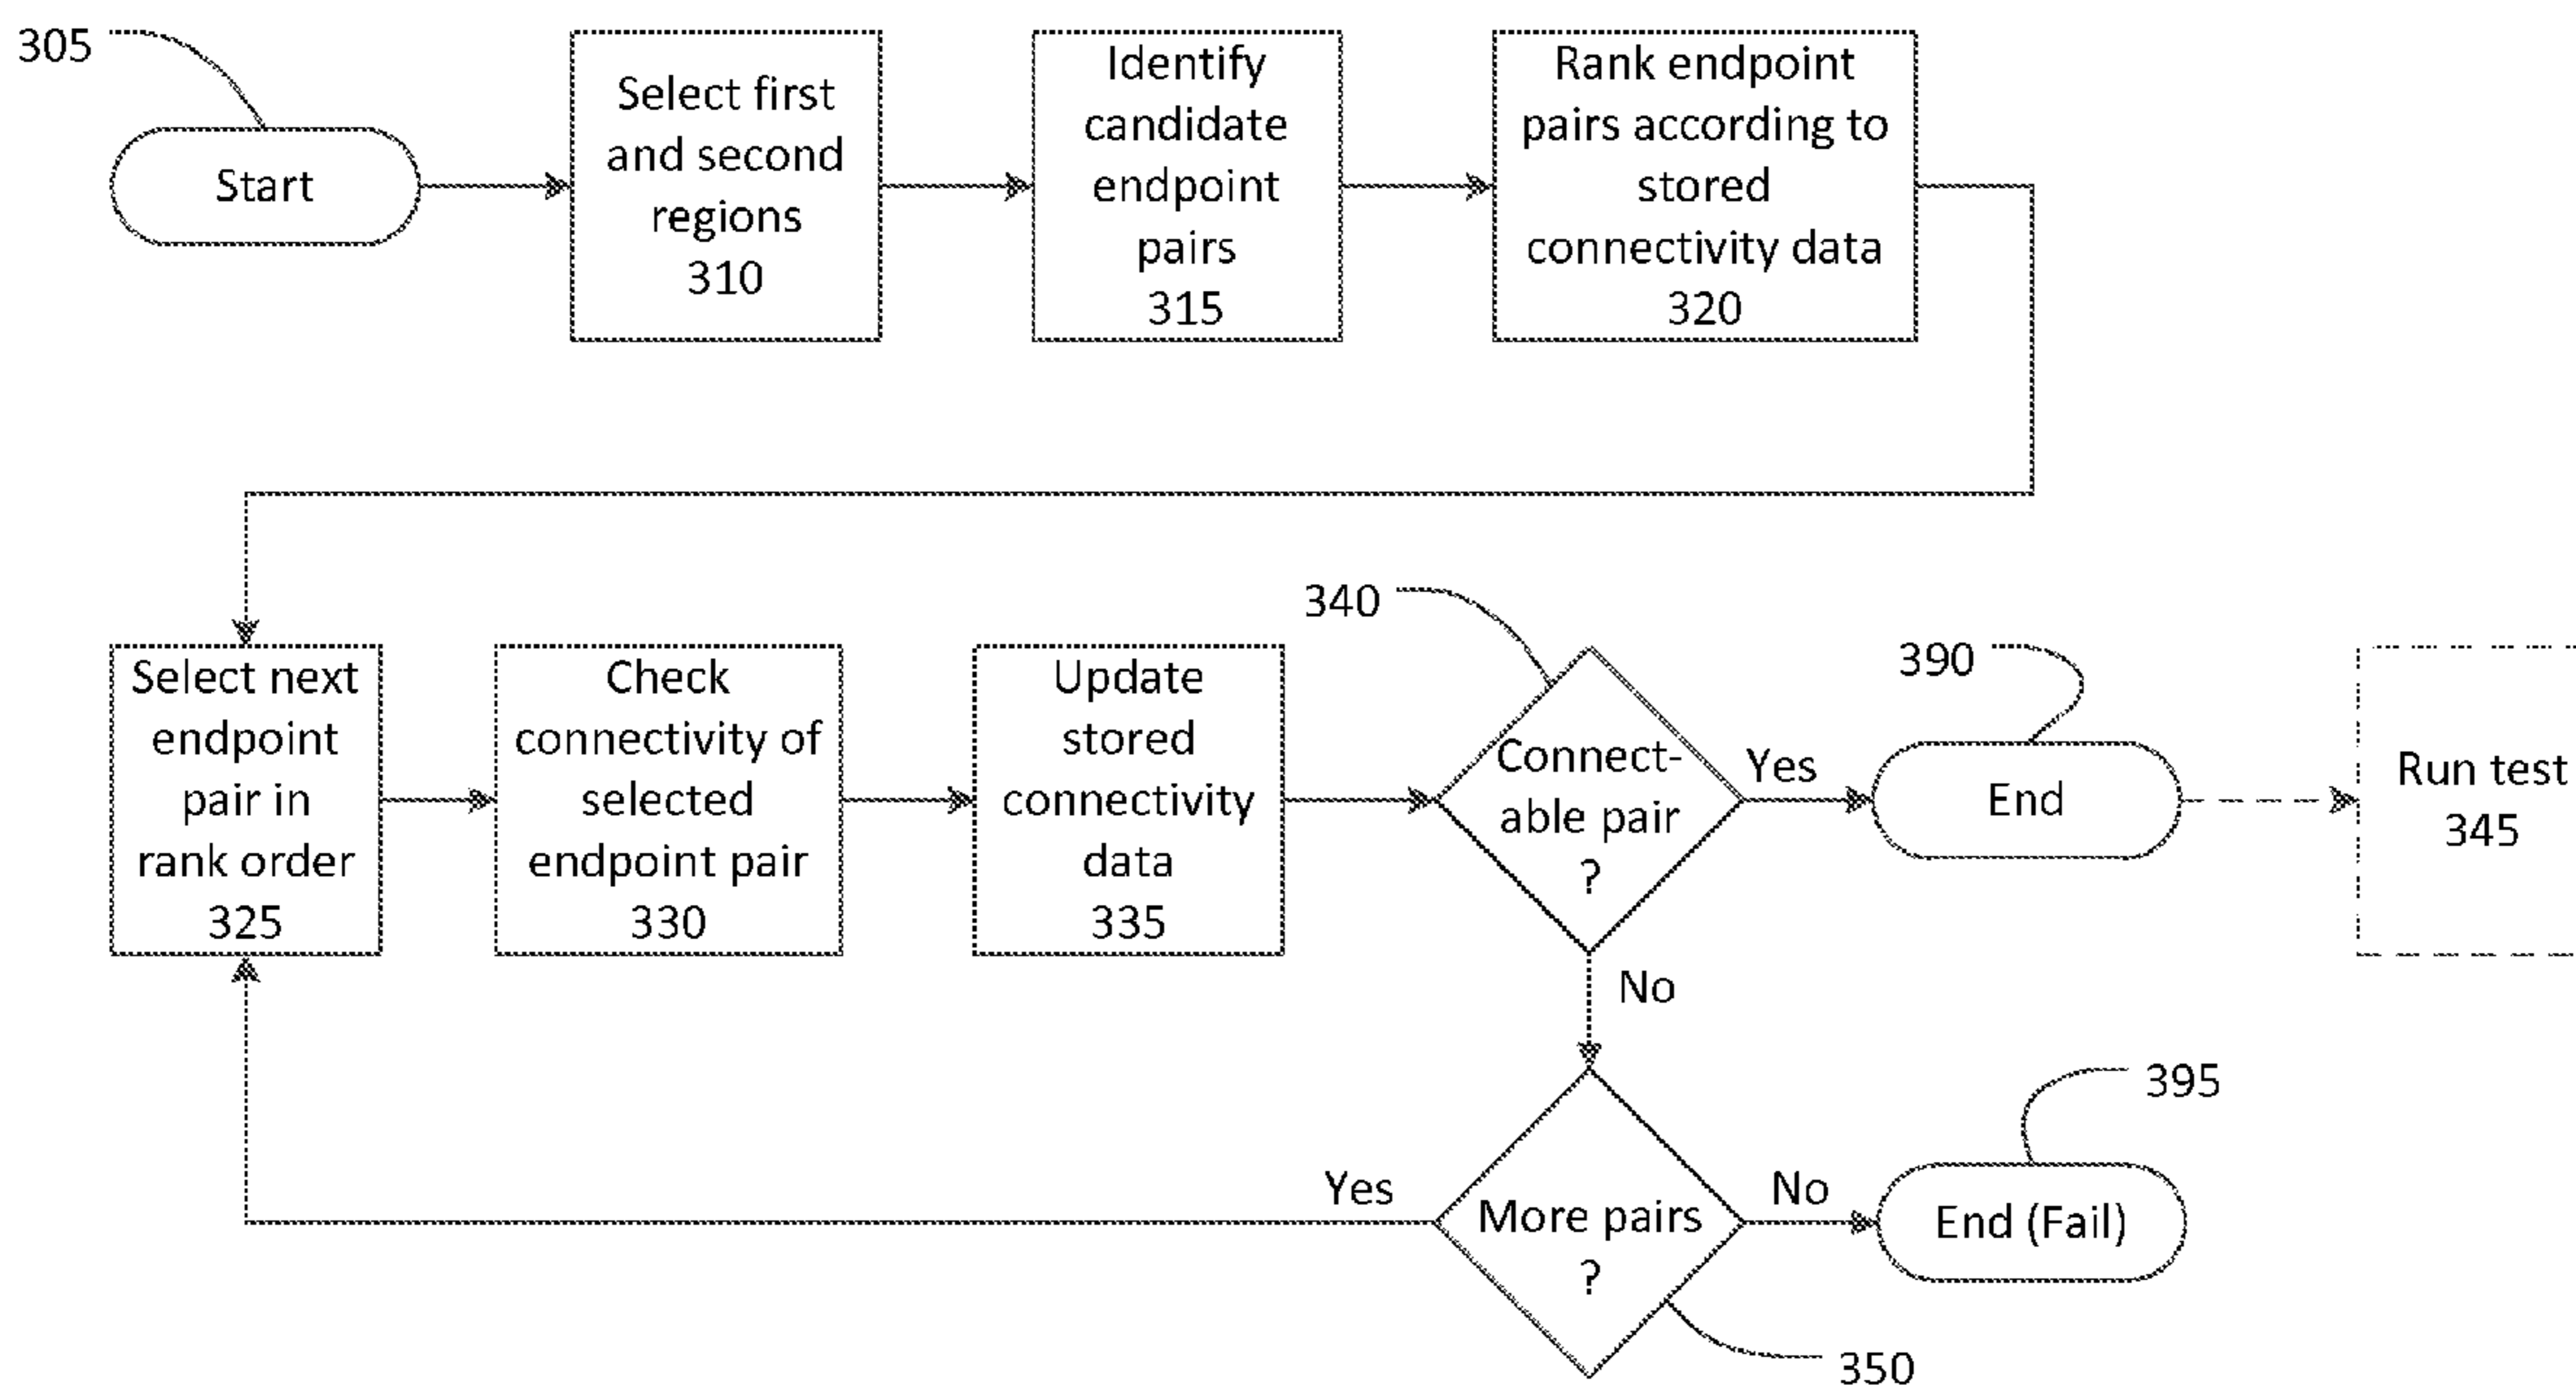 305
Start
Select first
and second
regions
310
Identify
candidate
endpoint
pairs
315
Rank endpoint
pairs according to
stored
connectivity data
320
Select next
endpoint
pair in
rank order
325
Check
connectivity of
selected
endpoint pair
330
Update
stored
connectivity
data
335
340
Connect-
able pair
?
Yes
390
End
Run test
345
No
More pairs
?
Yes
No
395
End (Fail)
350